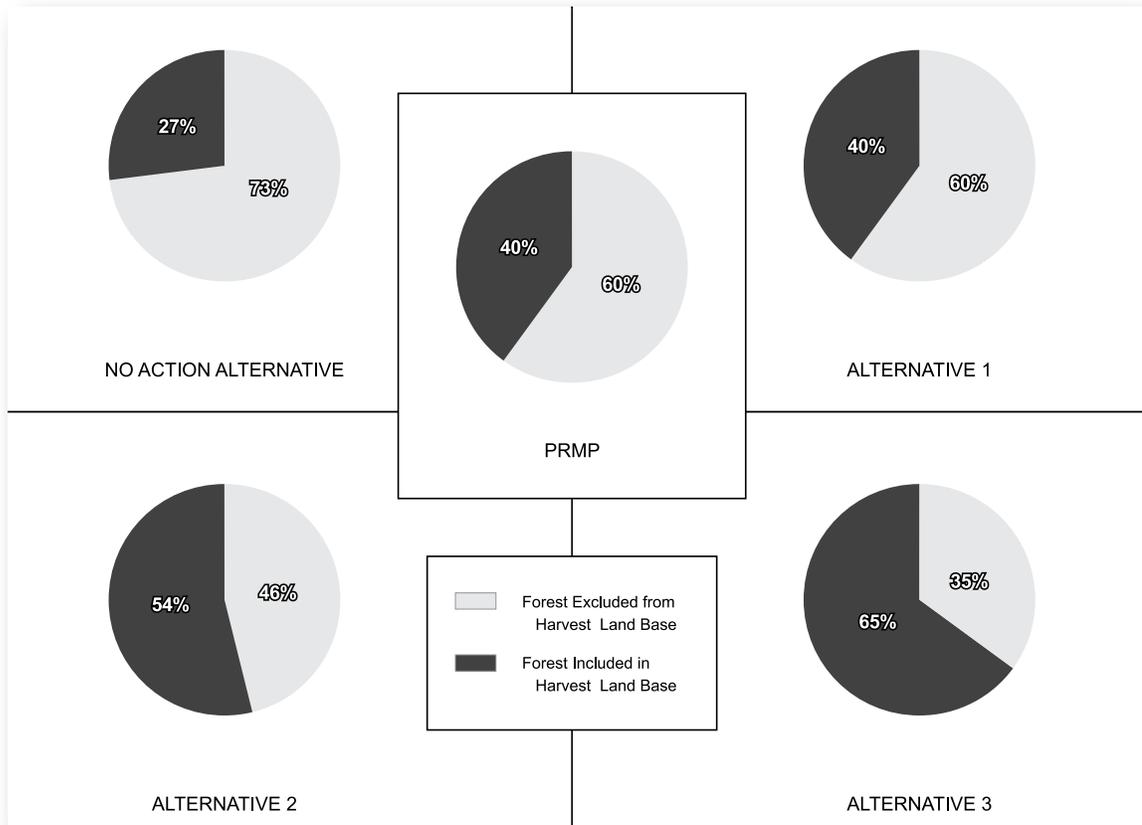 27%
73%
NO ACTION ALTERNATIVE
40%
60%
PRMP
40%
60%
ALTERNATIVE 1
54%
46%
ALTERNATIVE 2
Forest Excluded from
Harvest Land Base
Forest Included in
Harvest Land Base
35%
65%
ALTERNATIVE 3